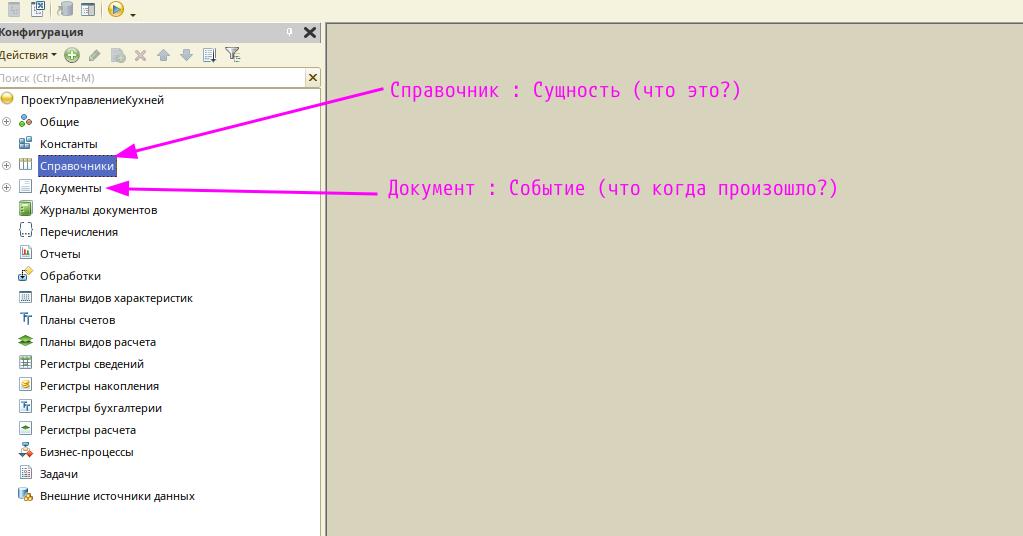 Конфигурация
Действия
Поиск (Ctrl+Alt+M)
ПроектУправлениеКухней
Общие
Константы
Справочники
Документы
Журналы документов
Перечисления
Отчеты
Обработки
Планы видов характеристик
Планы счетов
Планы видов расчета
Регистры сведений
Регистры накопления
Регистры бухгалтерии
Регистры расчета
Бизнес-процессы
Задачи
Внешние источники данных
Справочник : Сущность (что это?)
Документ : Событие (что когда произошло?)